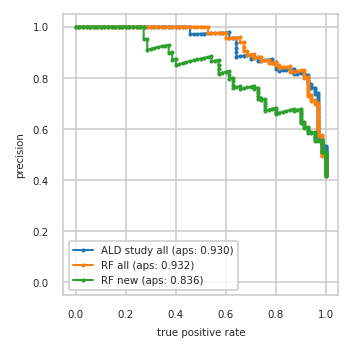 1.0
0.8
0.6
0.4
0.2
0.0
precision
ALD study all (aps: 0.930)
RF all (aps: 0.932)
RF new (aps: 0.836)
0.0 0.2 0.4 0.6 0.8 1.0
true positive rate